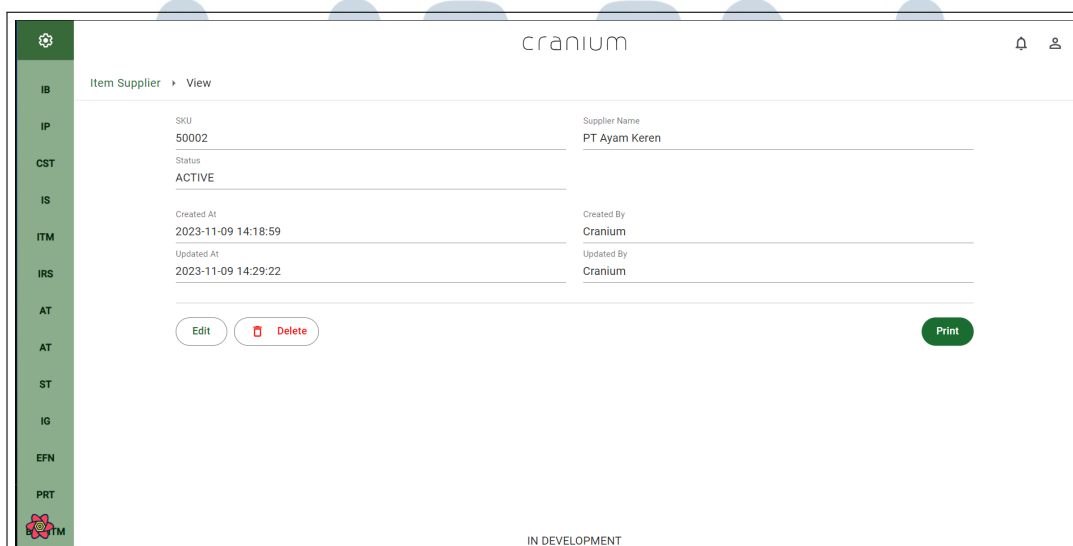 cranium
Item Supplier ▸ View
IB
IP
CST
IS
ITM
IRS
AT
AT
ST
IG
EFN
PRT
SKU
50002
Supplier Name
PT Ayam Keren
Status
ACTIVE
Created At
2023-11-09 14:18:59
Created By
Cranium
Updated At
2023-11-09 14:29:22
Updated By
Cranium
Edit
Delete
Print
IN DEVELOPMENT